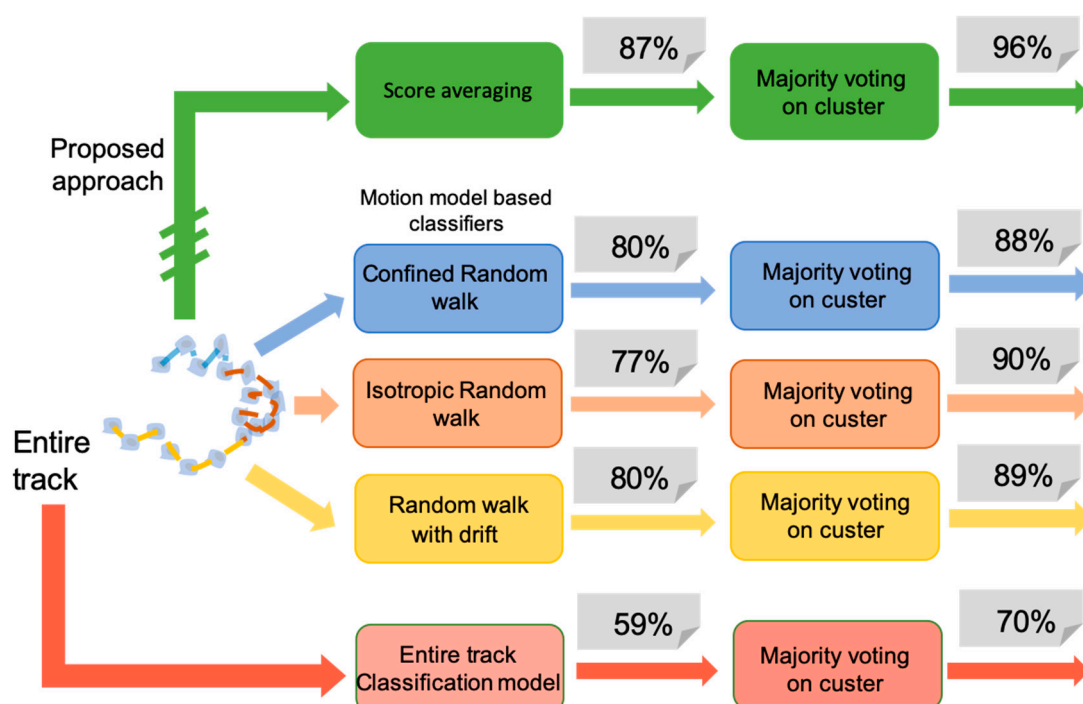 87%
96%
Score averaging
Majority voting
on cluster
Proposed
approach
Motion model based
classifiers
80%
88%
Confined Random
walk
Majority voting
on custer
77%
90%
Isotropic Random
walk
Majority voting
on custer
Entire
track
80%
89%
Random walk
with drift
Majority voting
on custer
59%
70%
Entire track
Classification model
Majority voting
on custer